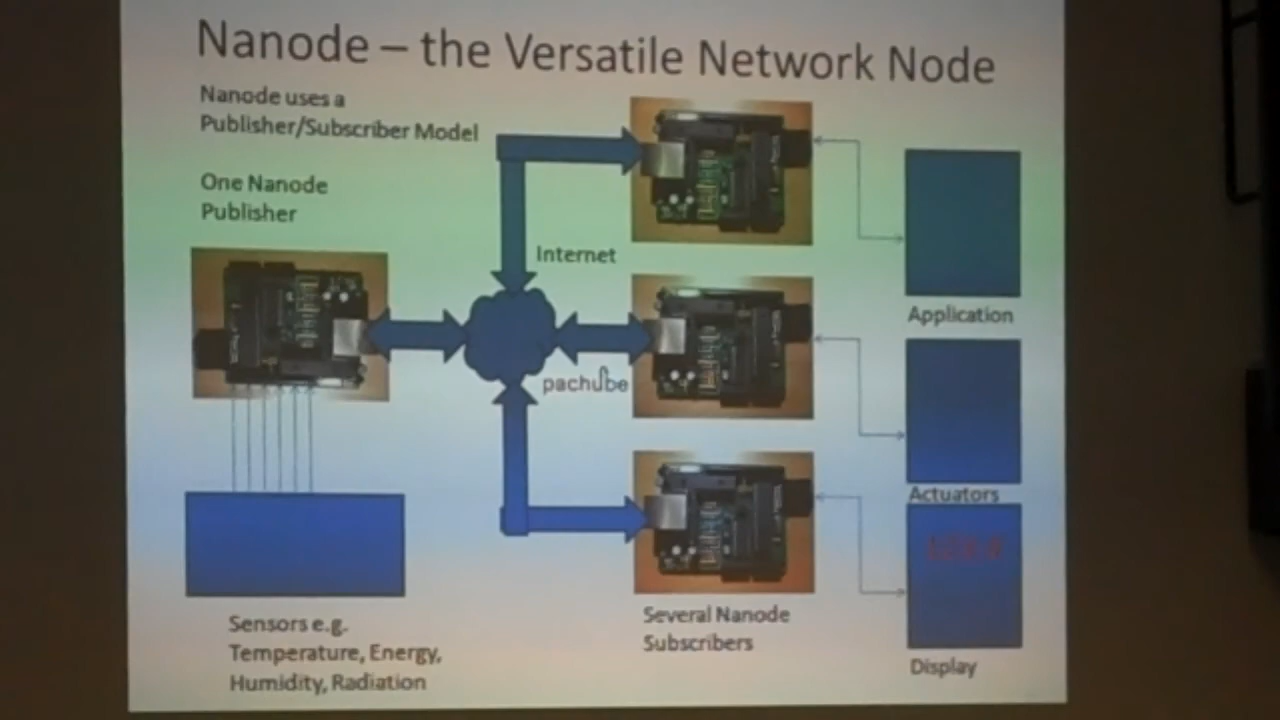 Nanode – the Versatile Network Node
Nanode uses a
Publisher/Subscriber Model
One Nanode
Publisher
Internet
pachube
Application
Actuators
Sensors e.g.
Temperature, Energy,
Humidity, Radiation
Several Nanode
Subscribers
Display